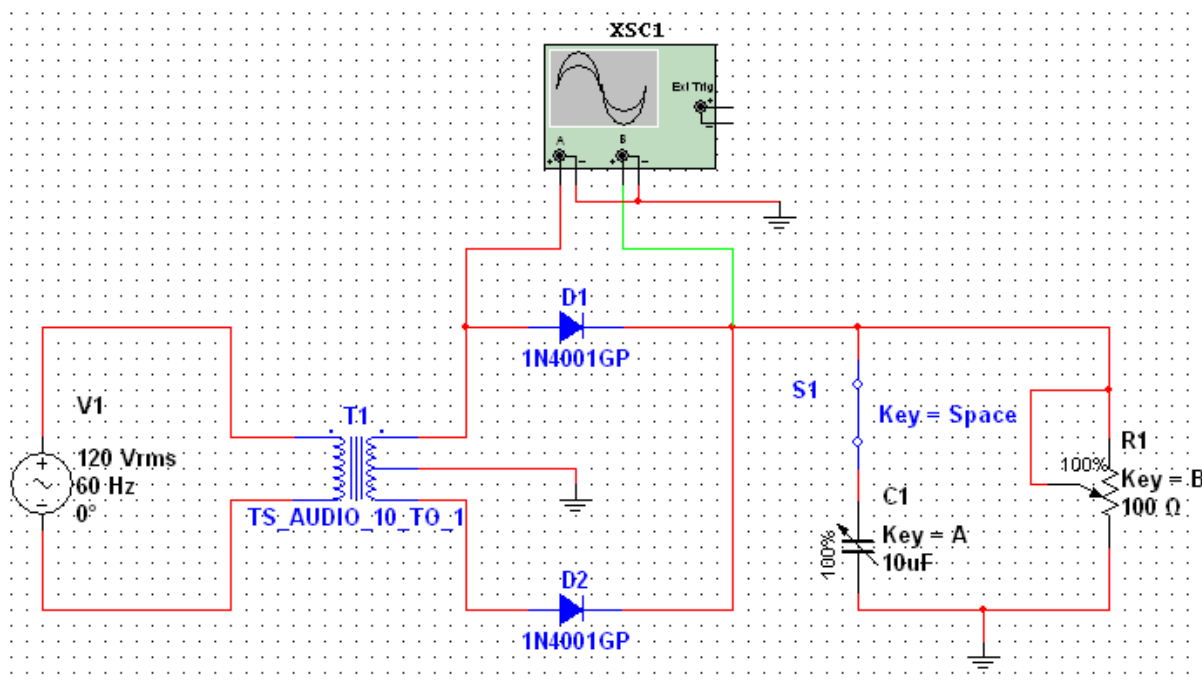 XSC1
Ext Trig
+
−
A
B
+
−
+
−
D1
1N4001GP
S1
Key = Space
V1
+
−
120 Vrms
60 Hz
0°
T1
TS_AUDIO_10_TO_1
R1
100%
Key = B
100 Ω
C1
100%
Key = A
10uF
D2
1N4001GP